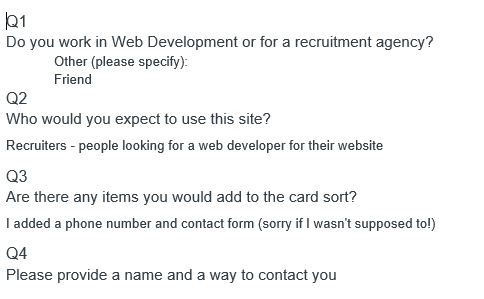 Q1
Do you work in Web Development or for a recruitment agency?
Other (please specify):
Friend
Q2
Who would you expect to use this site?
Recruiters - people looking for a web developer for their website
Q3
Are there any items you would add to the card sort?
I added a phone number and contact form (sorry if I wasn't supposed to!)
Q4
Please provide a name and a way to contact you